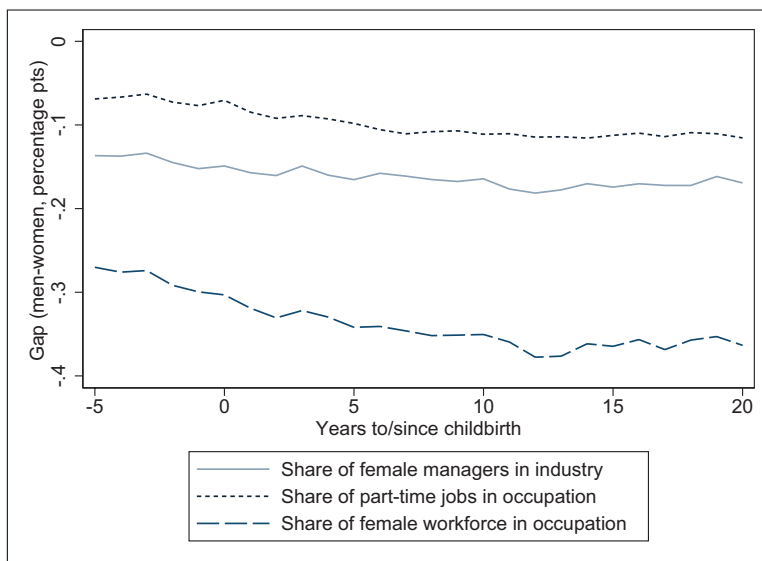 0
-.1
-.2
-.3
-.4
Gap (men-women, percentage pts)
-5
0
5
10
15
20
Years to/since childbirth
Share of female managers in industry
Share of part-time jobs in occupation
Share of female workforce in occupation